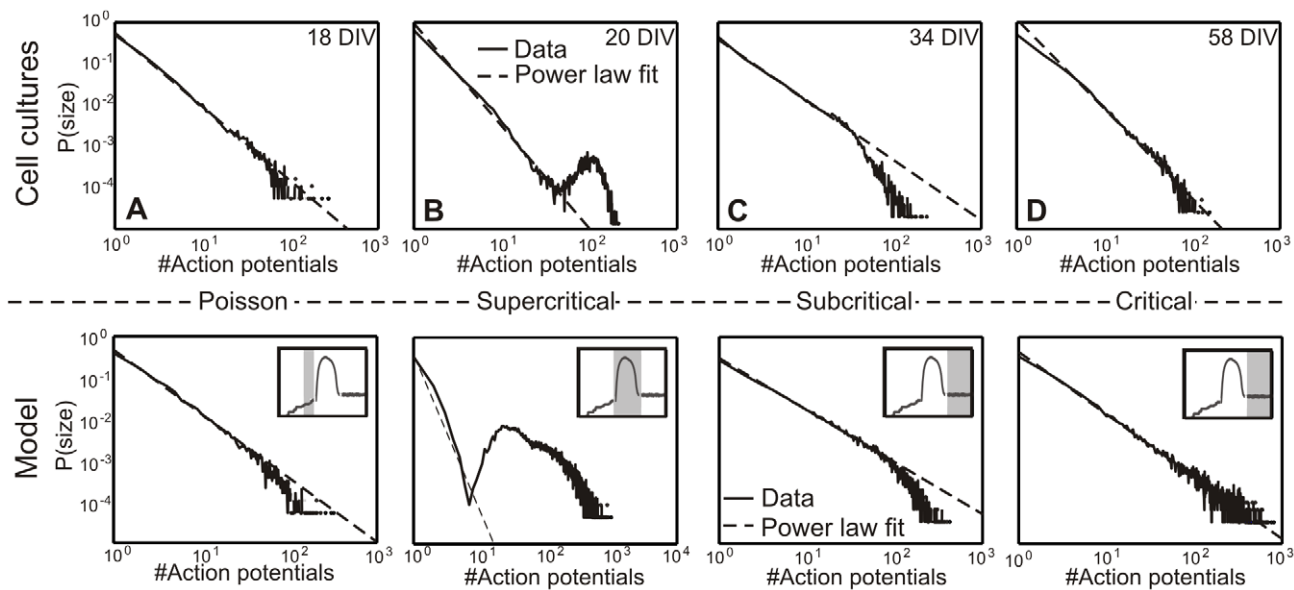 Cell cultures
P(size)
10^0
10^-1
10^-2
10^-3
10^-4
18 DIV
A
10^0 10^1 10^2 10^3
#Action potentials
20 DIV
Data
Power law fit
B
10^0 10^1 10^2 10^3
#Action potentials
34 DIV
C
10^0 10^1 10^2 10^3
#Action potentials
58 DIV
D
10^0 10^1 10^2 10^3
#Action potentials
Poisson Supercritical Subcritical Critical
Model
P(size)
10^0
10^-1
10^-2
10^-3
10^-4
10^0 10^1 10^2 10^3
#Action potentials
10^0 10^1 10^2 10^3 10^4
#Action potentials
Data
Power law fit
10^0 10^1 10^2 10^3
#Action potentials
10^0 10^1 10^2 10^3
#Action potentials